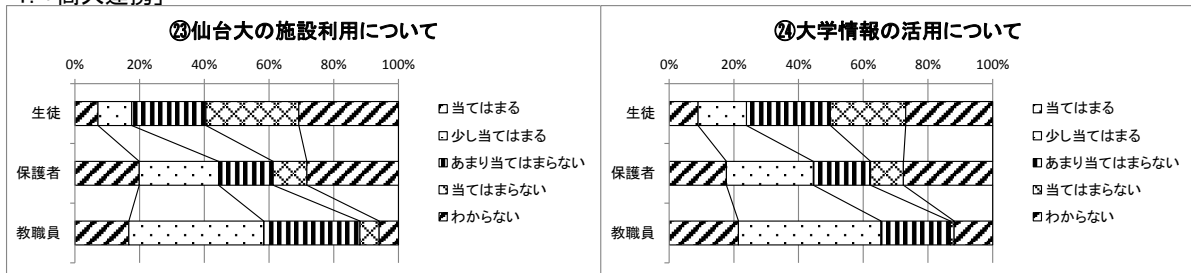 4.「高大連携」
㉓仙台大の施設利用について
0% 20% 40% 60% 80% 100%
生徒
保護者
教職員
当てはまる
少し当てはまる
あまり当てはまらない
当てはまらない
わからない
㉔大学情報の活用について
0% 20% 40% 60% 80% 100%
生徒
保護者
教職員
当てはまる
少し当てはまる
あまり当てはまらない
当てはまらない
わからない